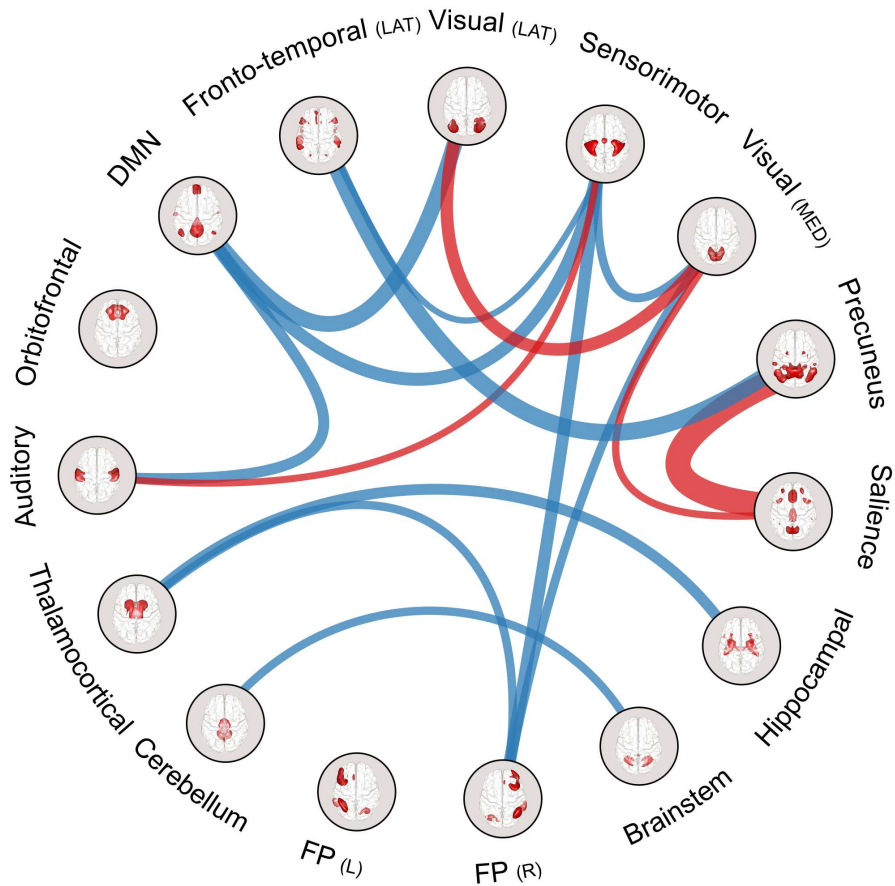 Fronto-temporal (LAT)
Visual (LAT)
Sensorimotor
Visual (MED)
Precuneus
Salience
Hippocampal
Brainstem
FP (R)
FP (L)
Cerebellum
Thalamocortical
Auditory
Orbitofrontal
DMN